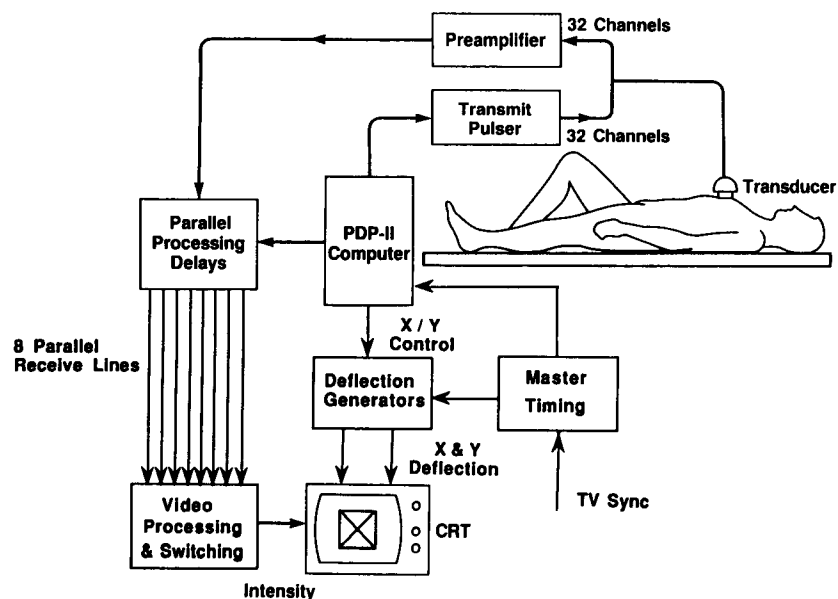 32 Channels
Preamplifier
Transmit
Pulser
32 Channels
Transducer
Parallel
Processing
Delays
PDP-II
Computer
8 Parallel
Receive Lines
X / Y
Control
Deflection
Generators
Master
Timing
X & Y
Deflection
TV Sync
Video
Processing
& Switching
CRT
Intensity